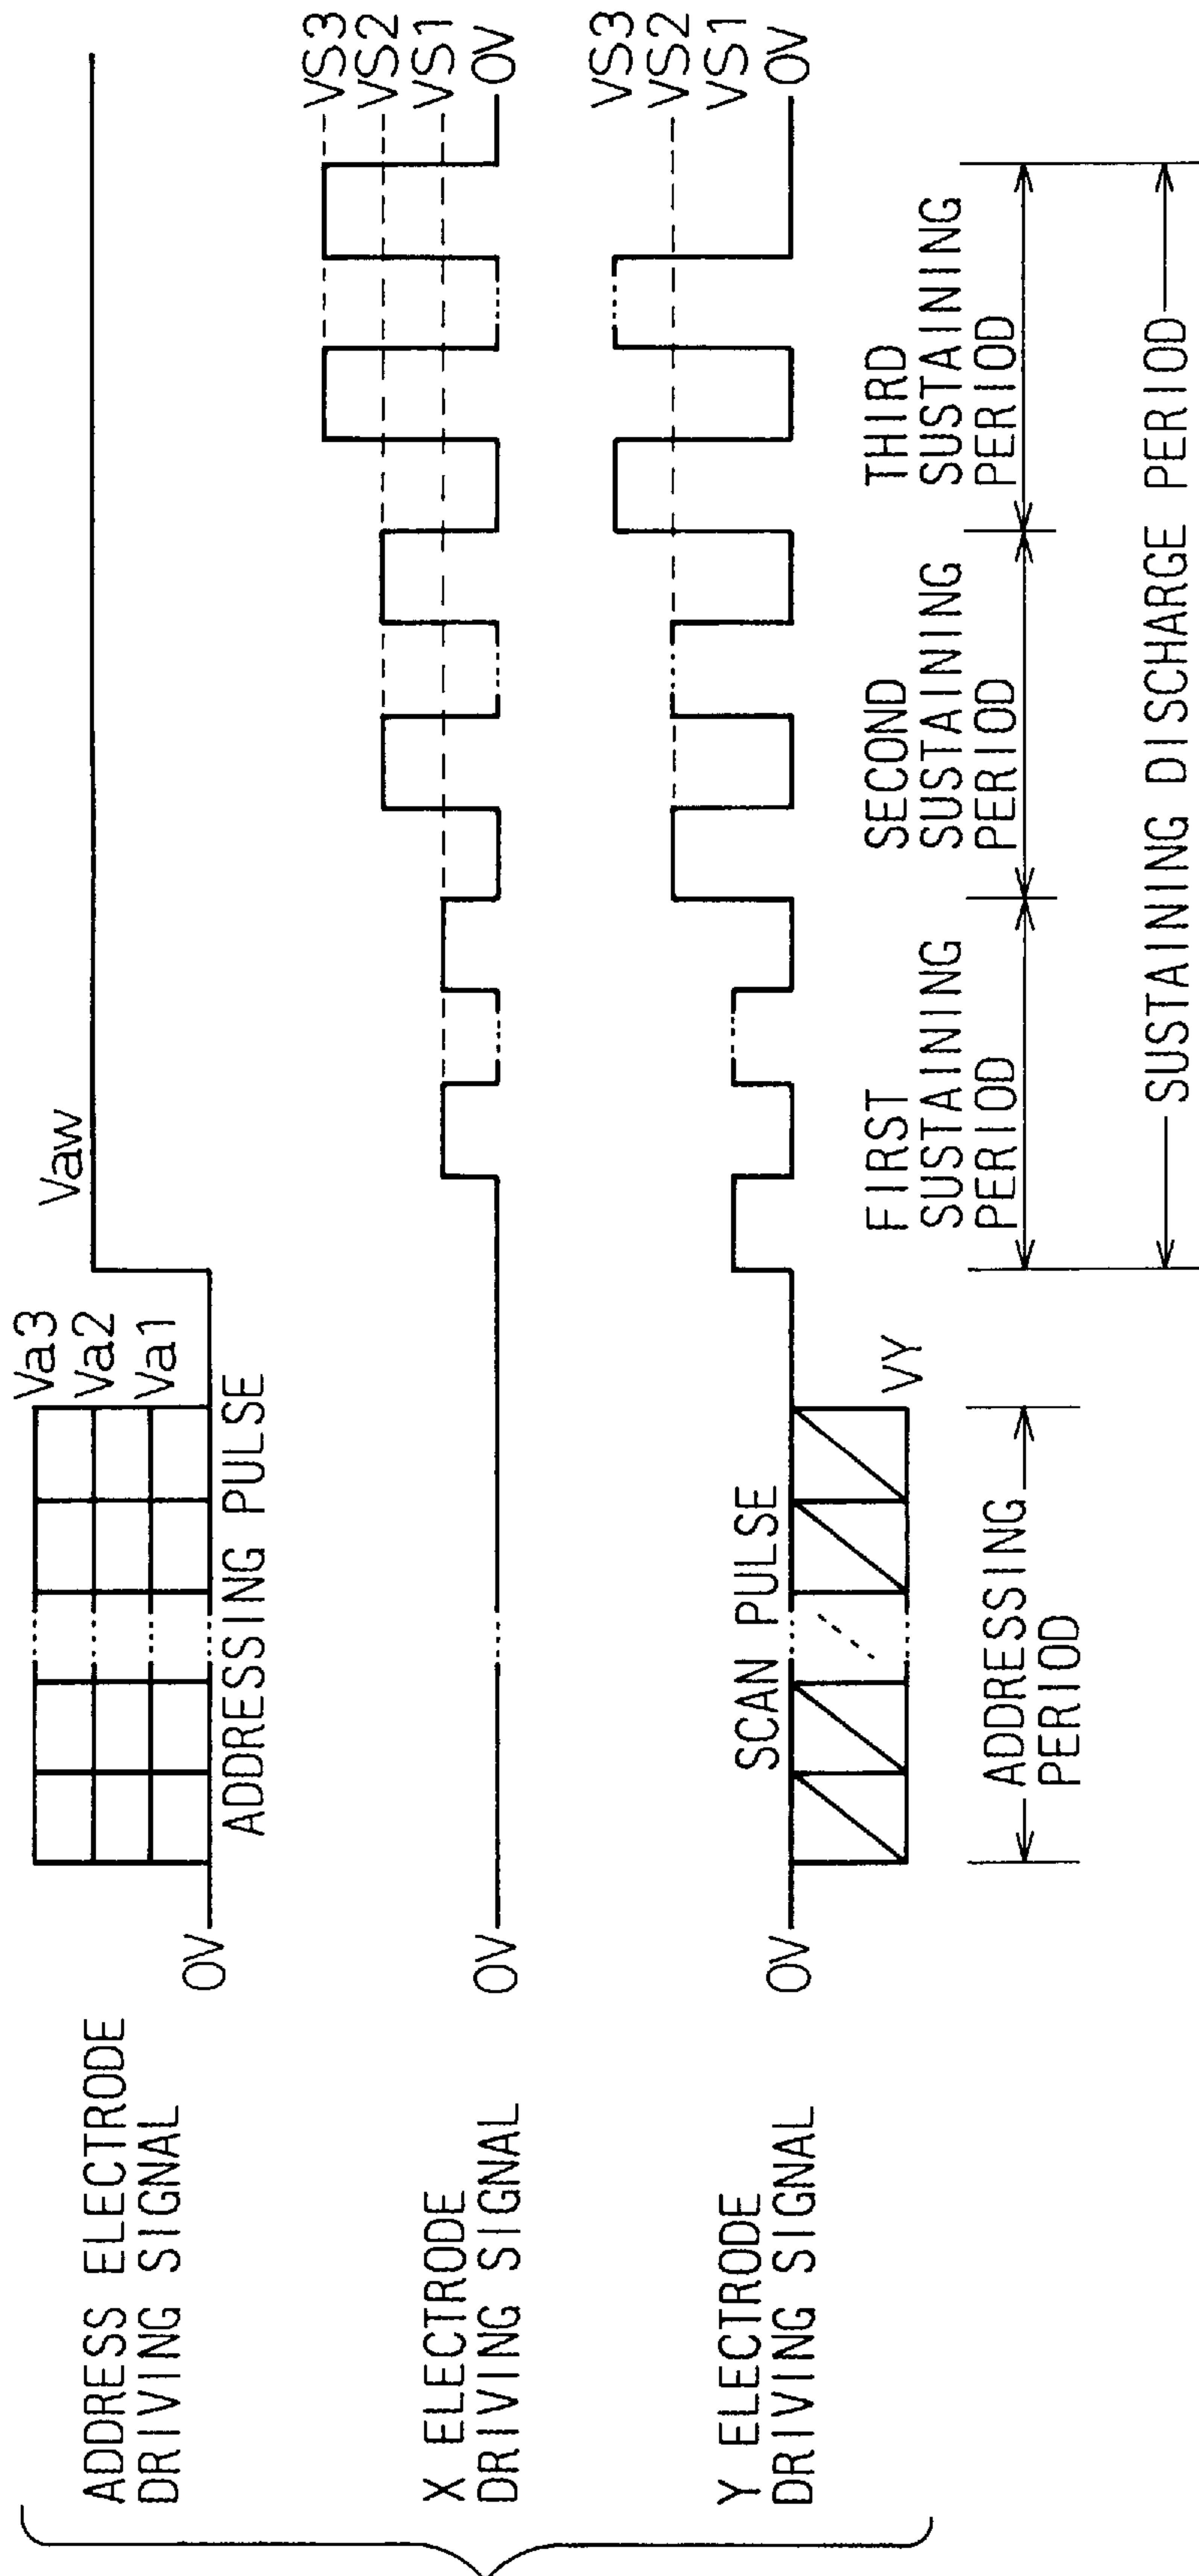 ADDRESS ELECTRODE
DRIVING SIGNAL
0V
ADDRESSING PULSE
Va3
Va2
Va1
Vaw
X ELECTRODE
DRIVING SIGNAL
0V
VS3
VS2
VS1
0V
Y ELECTRODE
DRIVING SIGNAL
0V
SCAN PULSE
VY
VS3
VS2
VS1
0V
ADDRESSING
PERIOD
FIRST
SUSTAINING
PERIOD
SECOND
SUSTAINING
PERIOD
THIRD
SUSTAINING
PERIOD
SUSTAINING DISCHARGE PERIOD